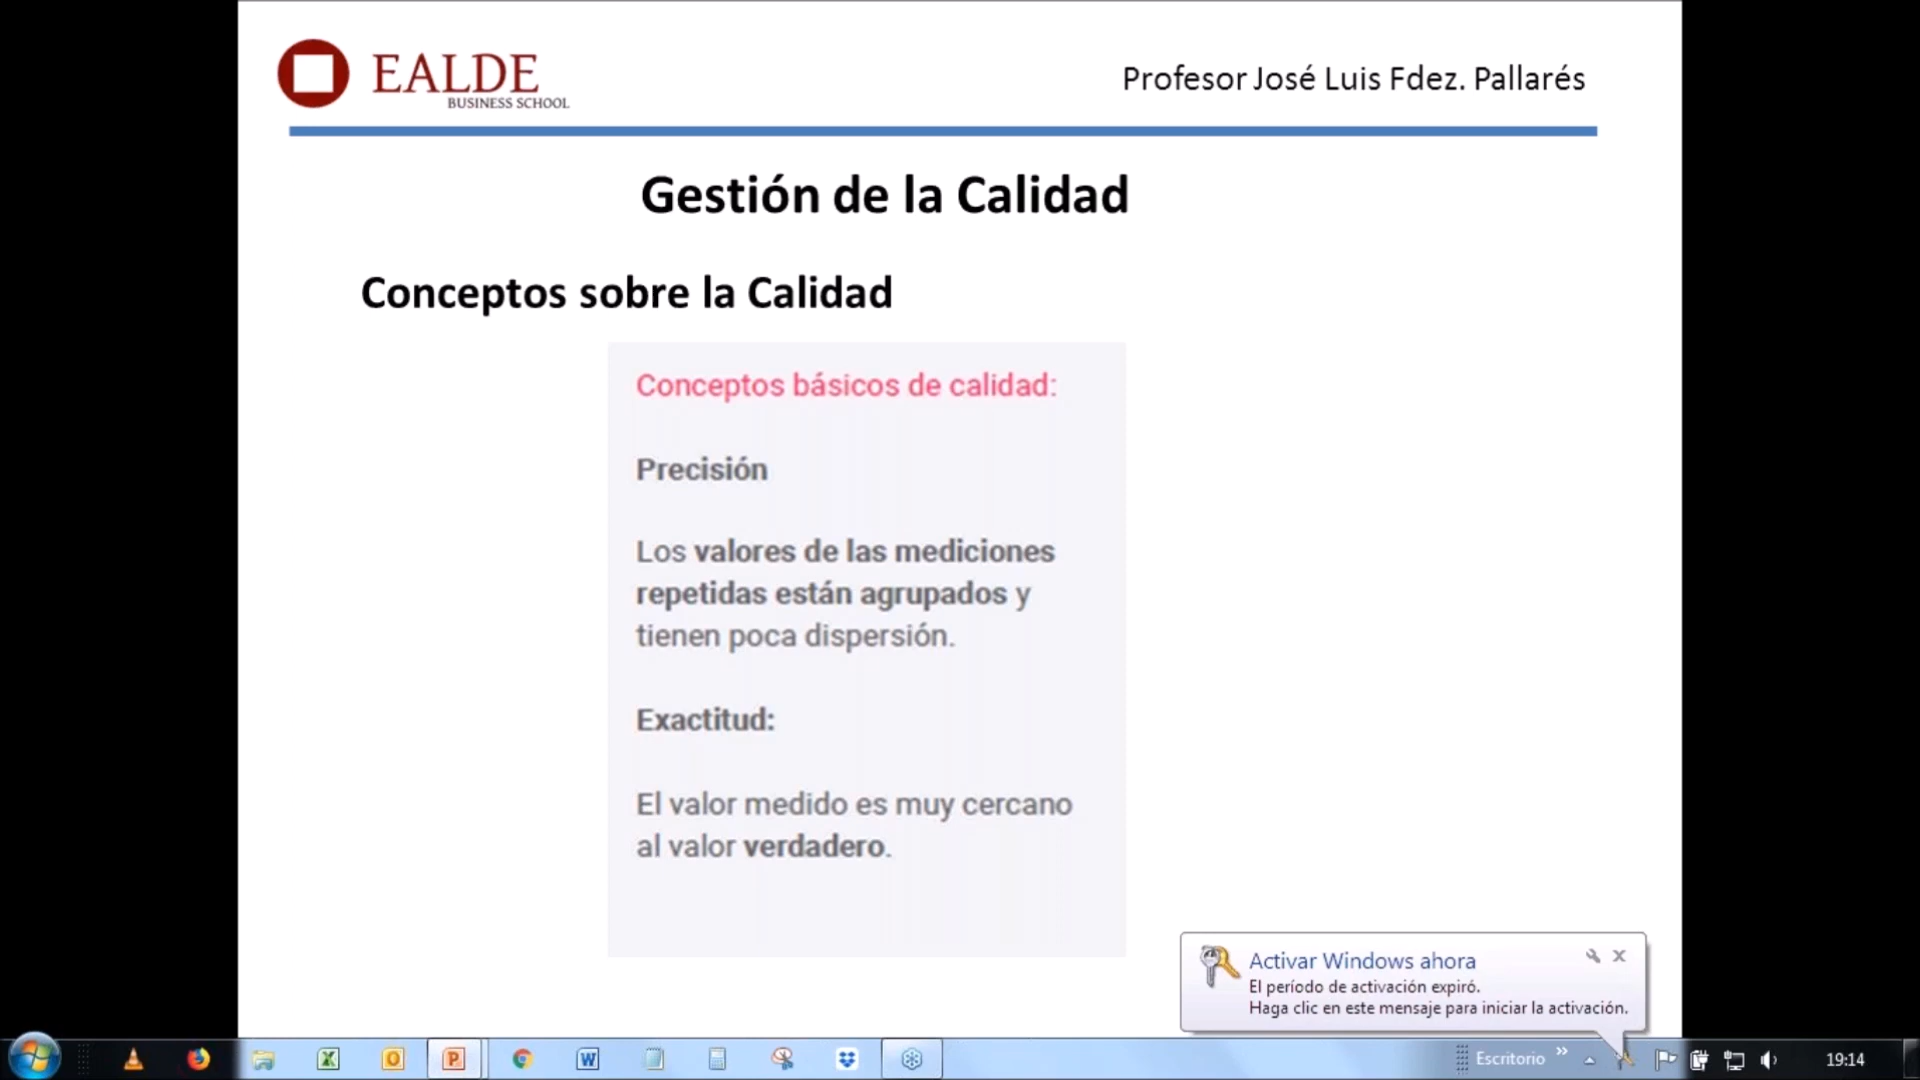 EALDE
BUSINESS SCHOOL
Profesor José Luis Fdez. Pallarés
Gestión de la Calidad
Conceptos sobre la Calidad
Conceptos básicos de calidad:
Precisión
Los valores de las mediciones
repetidas están agrupados y
tienen poca dispersión.
Exactitud:
El valor medido es muy cercano
al valor verdadero.
Activar Windows ahora
El período de activación expiró.
Haga clic en este mensaje para iniciar la activación.
Escritorio
19:14